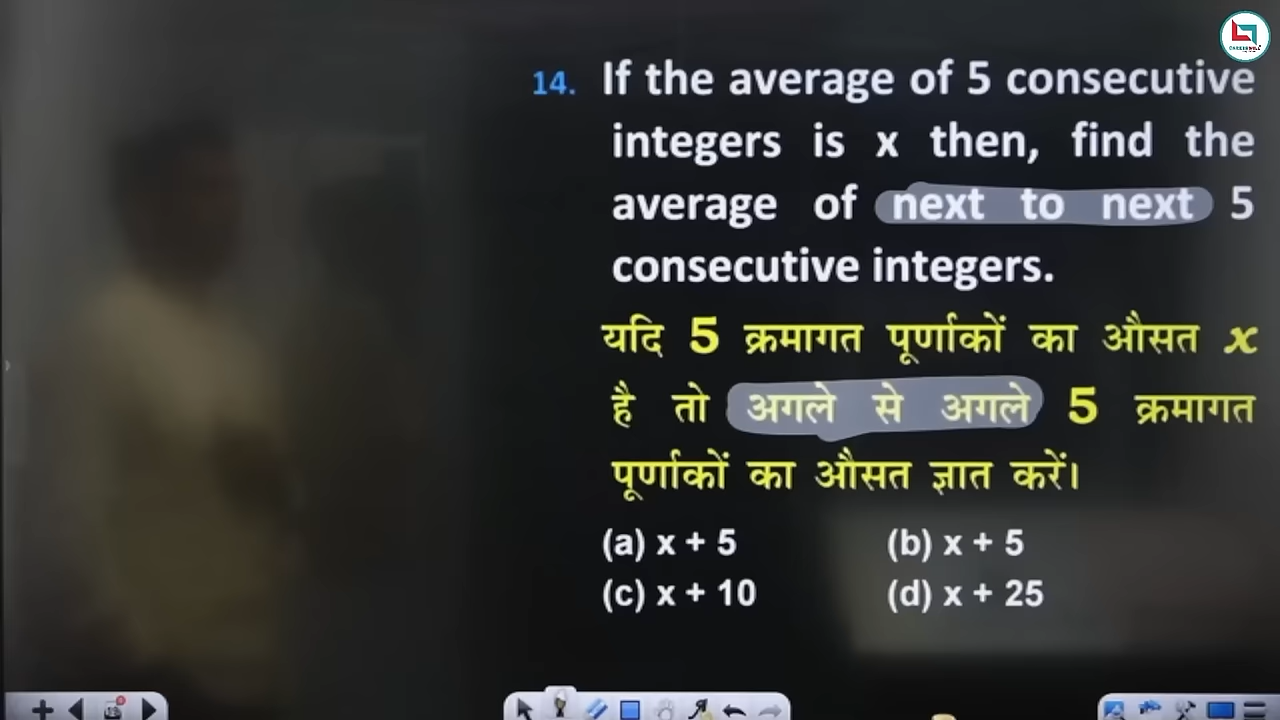 14. If the average of 5 consecutive
integers is x then, find the
average of next to next 5
consecutive integers.
यदि 5 क्रमागत पूर्णाकों का औसत x
है तो अगले से अगले 5 क्रमागत
पूर्णाकों का औसत ज्ञात करें।
(a) x + 5 (b) x + 5
(c) x + 10 (d) x + 25